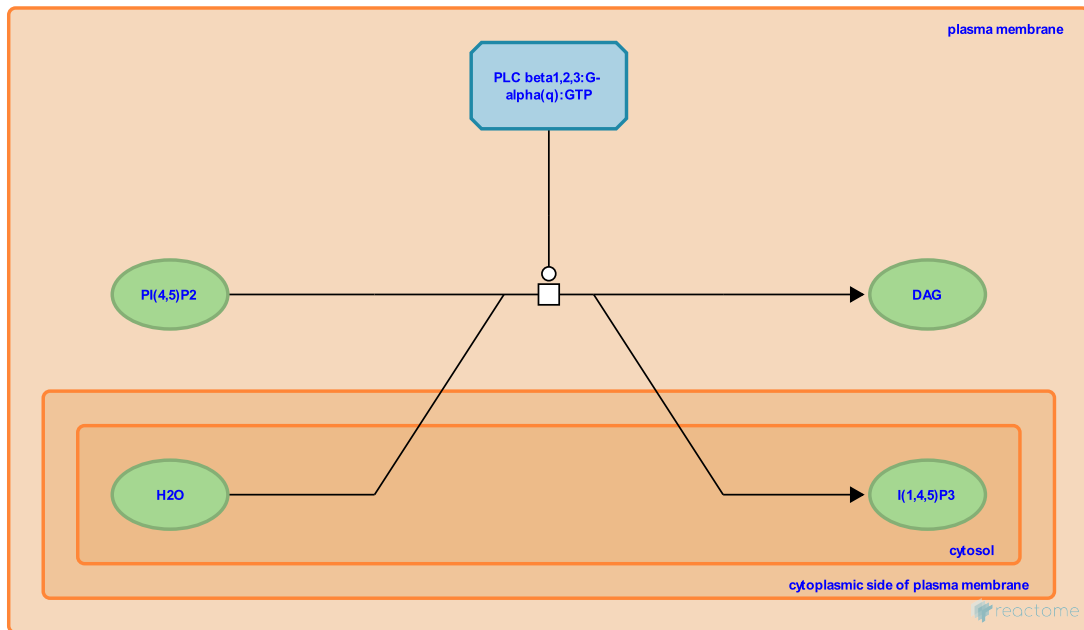 plasma membrane
PLC beta1,2,3:G-
alpha(q):GTP
PI(4,5)P2
DAG
H2O
I(1,4,5)P3
cytosol
cytoplasmic side of plasma membrane
reactome